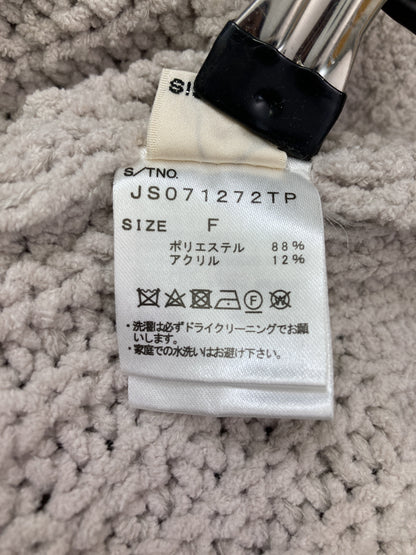 S/TNO.
JS071272TP
SIZE F
ポリエステル 88%
アクリル 12%
・洗濯は必ずドライクリーニングでお願
いします。
・家庭での水洗いはお避け下さい。